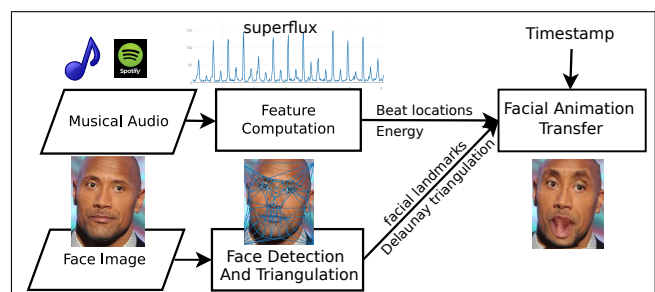 superflux
Timestamp
Spotify
Musical Audio
Feature
Computation
Beat locations
Energy
Facial Animation
Transfer
facial landmarks
Delaunay triangulation
Face Image
Face Detection
And Triangulation